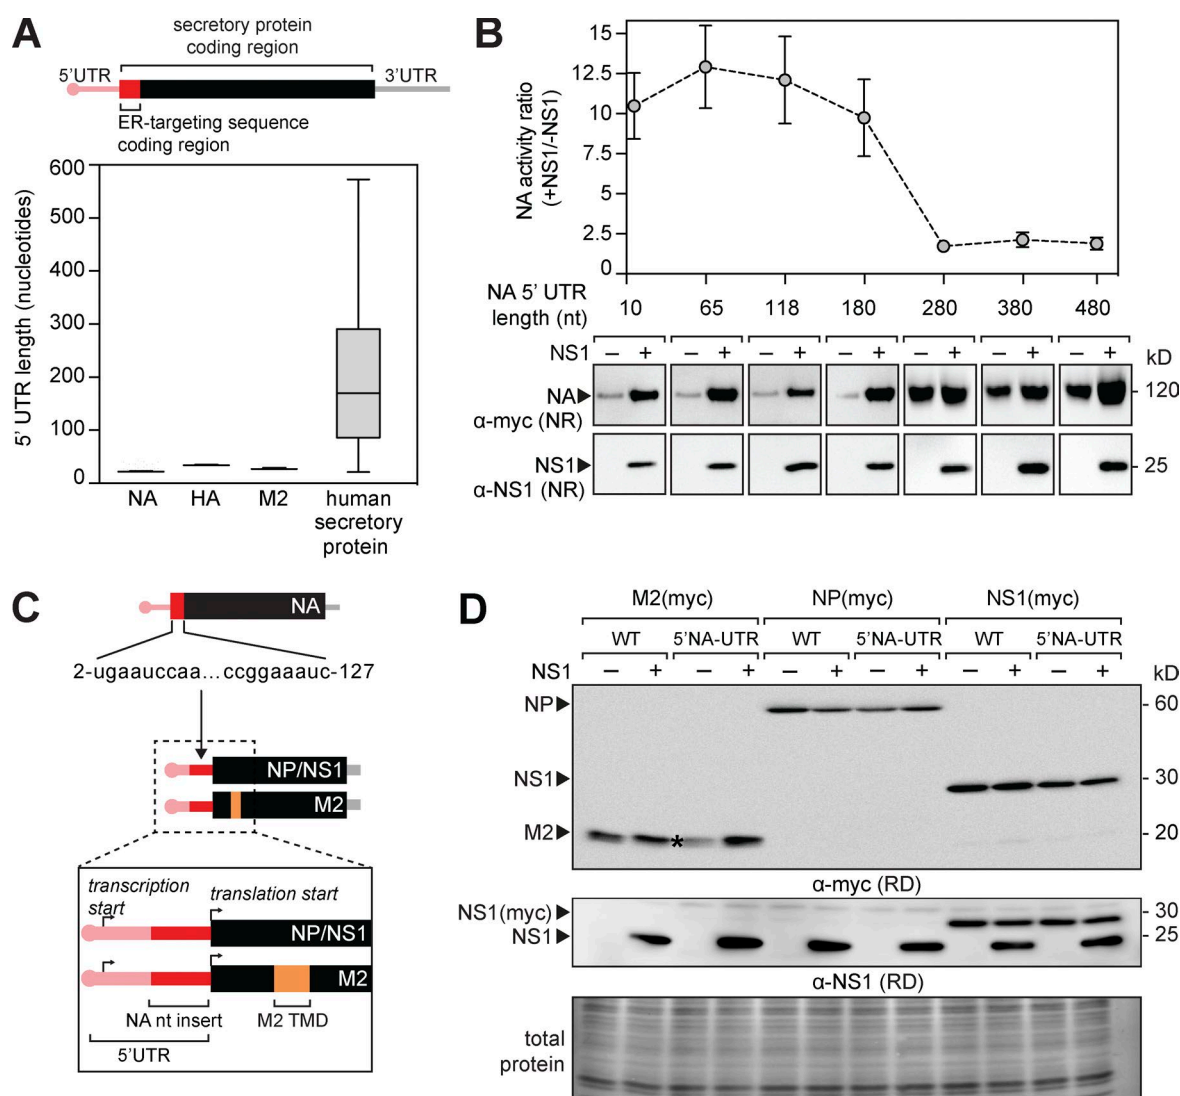 A
secretory protein
coding region
5'UTR
3'UTR
ER-targeting sequence
coding region
5' UTR length (nucleotides)
600
500
400
300
200
100
0
NA
HA
M2
human
secretory
protein
B
NA activity ratio
(+NS1/-NS1)
15
12.5
10
7.5
5
2.5
0
NA 5' UTR
length (nt)
10 65 118 180 280 380 480
NS1 – + – + – + – + – + – + – +
kD
NA
α-myc (NR)
120
NS1
α-NS1 (NR)
25
C
NA
2-ugaauccaa...ccggaaauc-127
NP/NS1
M2
transcription
start
translation start
NP/NS1
M2
NA nt insert
M2 TMD
5'UTR
D
M2(myc) NP(myc) NS1(myc)
WT 5'NA-UTR WT 5'NA-UTR WT 5'NA-UTR
NS1 – + – + – + – + – + – +
kD
NP
60
NS1
30
M2
*
20
α-myc (RD)
NS1(myc)
30
NS1
25
α-NS1 (RD)
total
protein